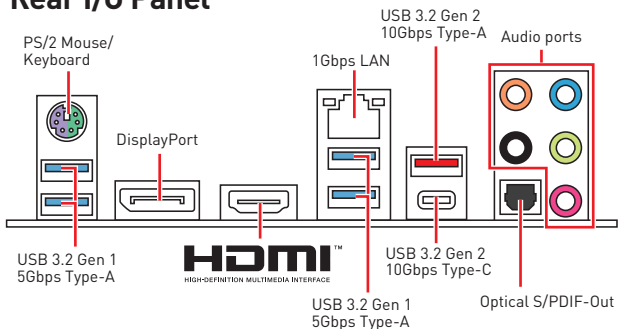 Rear I/O Panel
USB 3.2 Gen 2
10Gbps Type-A
PS/2 Mouse/
Keyboard
1Gbps LAN
Audio ports
DisplayPort
USB 3.2 Gen 1
5Gbps Type-A
HDMI™
HIGH-DEFINITION MULTIMEDIA INTERFACE
USB 3.2 Gen 2
10Gbps Type-C
USB 3.2 Gen 1
5Gbps Type-A
Optical S/PDIF-Out